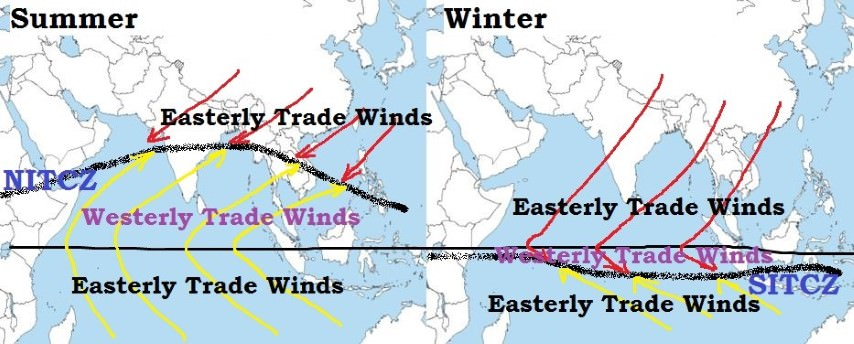 Summer
Easterly Trade Winds
NITCZ
Westerly Trade Winds
Easterly Trade Winds
Winter
Easterly Trade Winds
Westerly Trade Winds
SITCZ
Easterly Trade Winds